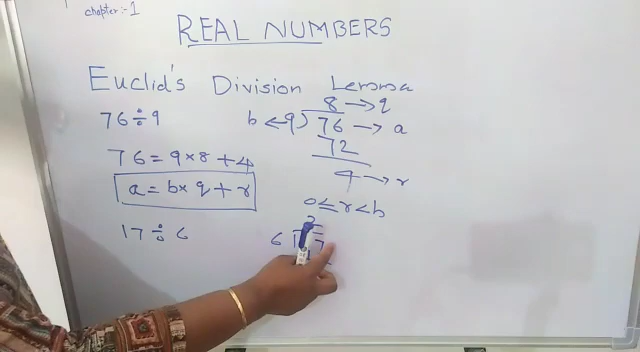 chapter:- 1
REAL NUMBERS
Euclid's Division Lemma
76 ÷ 9
8 → q
b ← 9) 76 → a
72
4 → r
76 = 9 × 8 + 4
a = b × q + r
0 ≤ r < b
17 ÷ 6
2
6 17